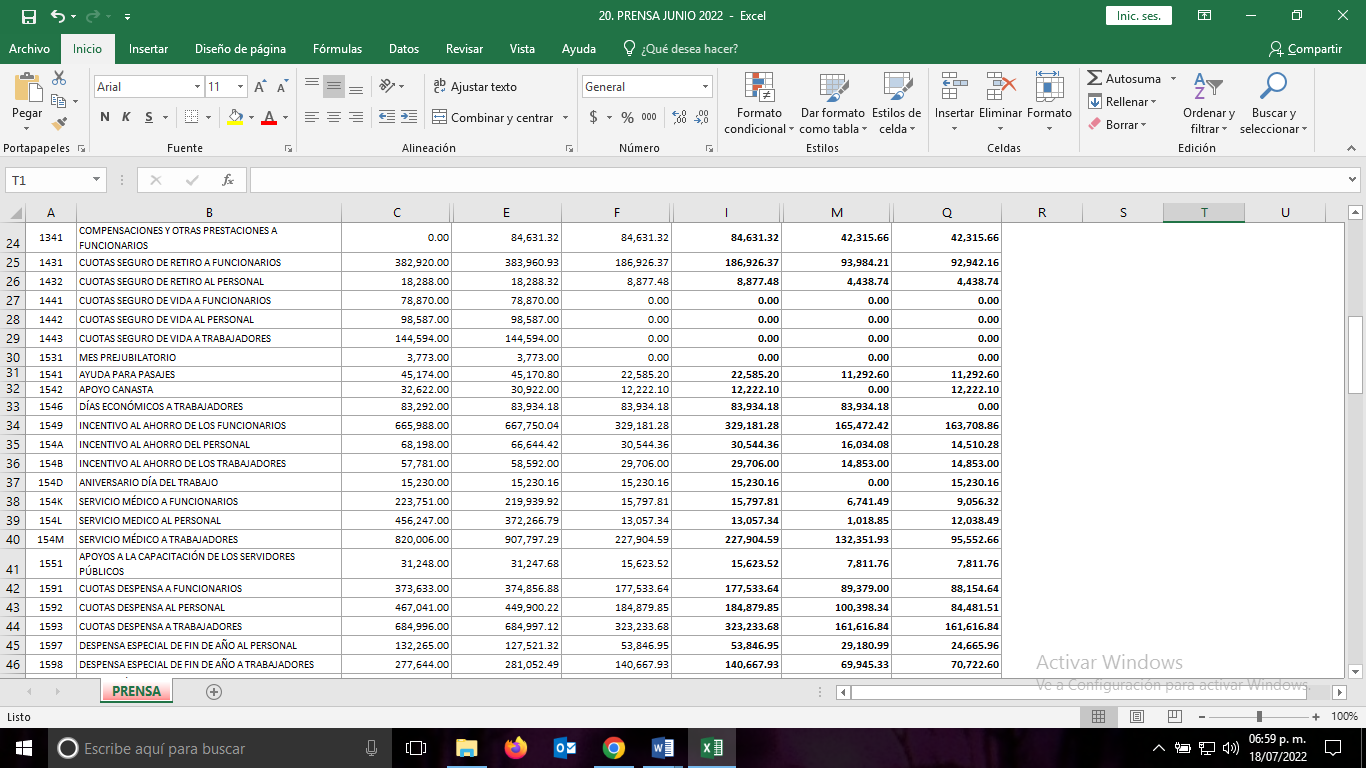 20. PRENSA JUNIO 2022 - Excel
Inic. ses.
Archivo Inicio Insertar Diseño de página Fórmulas Datos Revisar Vista Ayuda ¿Qué desea hacer? Compartir
Pegar
Arial 11 A A
N K S A
ab Ajustar texto
Combinar y centrar
General
$ % 000
Formato condicional
Dar formato como tabla
Estilos de celda
Insertar Eliminar Formato
Autosuma
Rellenar
Borrar
Ordenar y filtrar
Buscar y seleccionar
Portapapeles Fuente Alineación Número Estilos Celdas Edición
T1 fx
A B C E F I M Q R S T U
24 1341 COMPENSACIONES Y OTRAS PRESTACIONES A FUNCIONARIOS 0.00 84,631.32 84,631.32 84,631.32 42,315.66 42,315.66
25 1431 CUOTAS SEGURO DE RETIRO A FUNCIONARIOS 382,920.00 383,960.93 186,926.37 186,926.37 93,984.21 92,942.16
26 1432 CUOTAS SEGURO DE RETIRO AL PERSONAL 18,288.00 18,288.32 8,877.48 8,877.48 4,438.74 4,438.74
27 1441 CUOTAS SEGURO DE VIDA A FUNCIONARIOS 78,870.00 78,870.00 0.00 0.00 0.00 0.00
28 1442 CUOTAS SEGURO DE VIDA AL PERSONAL 98,587.00 98,587.00 0.00 0.00 0.00 0.00
29 1443 CUOTAS SEGURO DE VIDA A TRABAJADORES 144,594.00 144,594.00 0.00 0.00 0.00 0.00
30 1531 MES PREJUBILATORIO 3,773.00 3,773.00 0.00 0.00 0.00 0.00
31 1541 AYUDA PARA PASAJES 45,174.00 45,170.80 22,585.20 22,585.20 11,292.60 11,292.60
32 1542 APOYO CANASTA 32,622.00 30,922.00 12,222.10 12,222.10 0.00 12,222.10
33 1546 DÍAS ECONÓMICOS A TRABAJADORES 83,292.00 83,934.18 83,934.18 83,934.18 83,934.18 0.00
34 1549 INCENTIVO AL AHORRO DE LOS FUNCIONARIOS 665,988.00 667,750.04 329,181.28 329,181.28 165,472.42 163,708.86
35 154A INCENTIVO AL AHORRO DEL PERSONAL 68,198.00 66,644.42 30,544.36 30,544.36 16,034.08 14,510.28
36 154B INCENTIVO AL AHORRO DE LOS TRABAJADORES 57,781.00 58,592.00 29,706.00 29,706.00 14,853.00 14,853.00
37 154D ANIVERSARIO DÍA DEL TRABAJO 15,230.00 15,230.16 15,230.16 15,230.16 0.00 15,230.16
38 154K SERVICIO MÉDICO A FUNCIONARIOS 223,751.00 219,939.92 15,797.81 15,797.81 6,741.49 9,056.32
39 154L SERVICIO MEDICO AL PERSONAL 456,247.00 372,266.79 13,057.34 13,057.34 1,018.85 12,038.49
40 154M SERVICIO MÉDICO A TRABAJADORES 820,006.00 907,797.29 227,904.59 227,904.59 132,351.93 95,552.66
41 1551 APOYOS A LA CAPACITACIÓN DE LOS SERVIDORES PÚBLICOS 31,248.00 31,247.68 15,623.52 15,623.52 7,811.76 7,811.76
42 1591 CUOTAS DESPENSA A FUNCIONARIOS 373,633.00 374,856.88 177,533.64 177,533.64 89,379.00 88,154.64
43 1592 CUOTAS DESPENSA AL PERSONAL 467,041.00 449,900.22 184,879.85 184,879.85 100,398.34 84,481.51
44 1593 CUOTAS DESPENSA A TRABAJADORES 684,996.00 684,997.12 323,233.68 323,233.68 161,616.84 161,616.84
45 1597 DESPENSA ESPECIAL DE FIN DE AÑO AL PERSONAL 132,265.00 127,521.32 53,846.95 53,846.95 29,180.99 24,665.96
46 1598 DESPENSA ESPECIAL DE FIN DE AÑO A TRABAJADORES 277,644.00 281,052.49 140,667.93 140,667.93 69,945.33 70,722.60
Activar Windows
Ve a Configuración para activar Windows.
PRENSA
Listo 100%
Escribe aquí para buscar
06:59 p. m.
18/07/2022